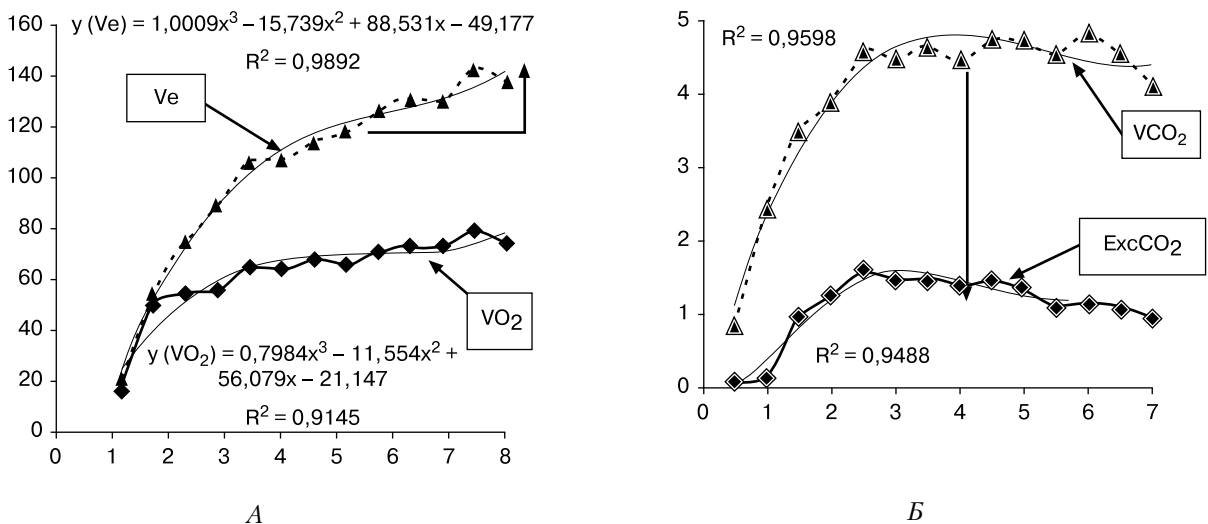 y (Ve) = 1,0009x³ – 15,739x² + 88,531x – 49,177
R² = 0,9892
160
140
120
100
80
60
40
20
0
Ve
VO₂
y (VO₂) = 0,7984x³ – 11,554x² +
56,079x – 21,147
R² = 0,9145
0 1 2 3 4 5 6 7 8
А
R² = 0,9598
5
4
3
2
1
0
VCO₂
ExcCO₂
R² = 0,9488
0 1 2 3 4 5 6 7
Б